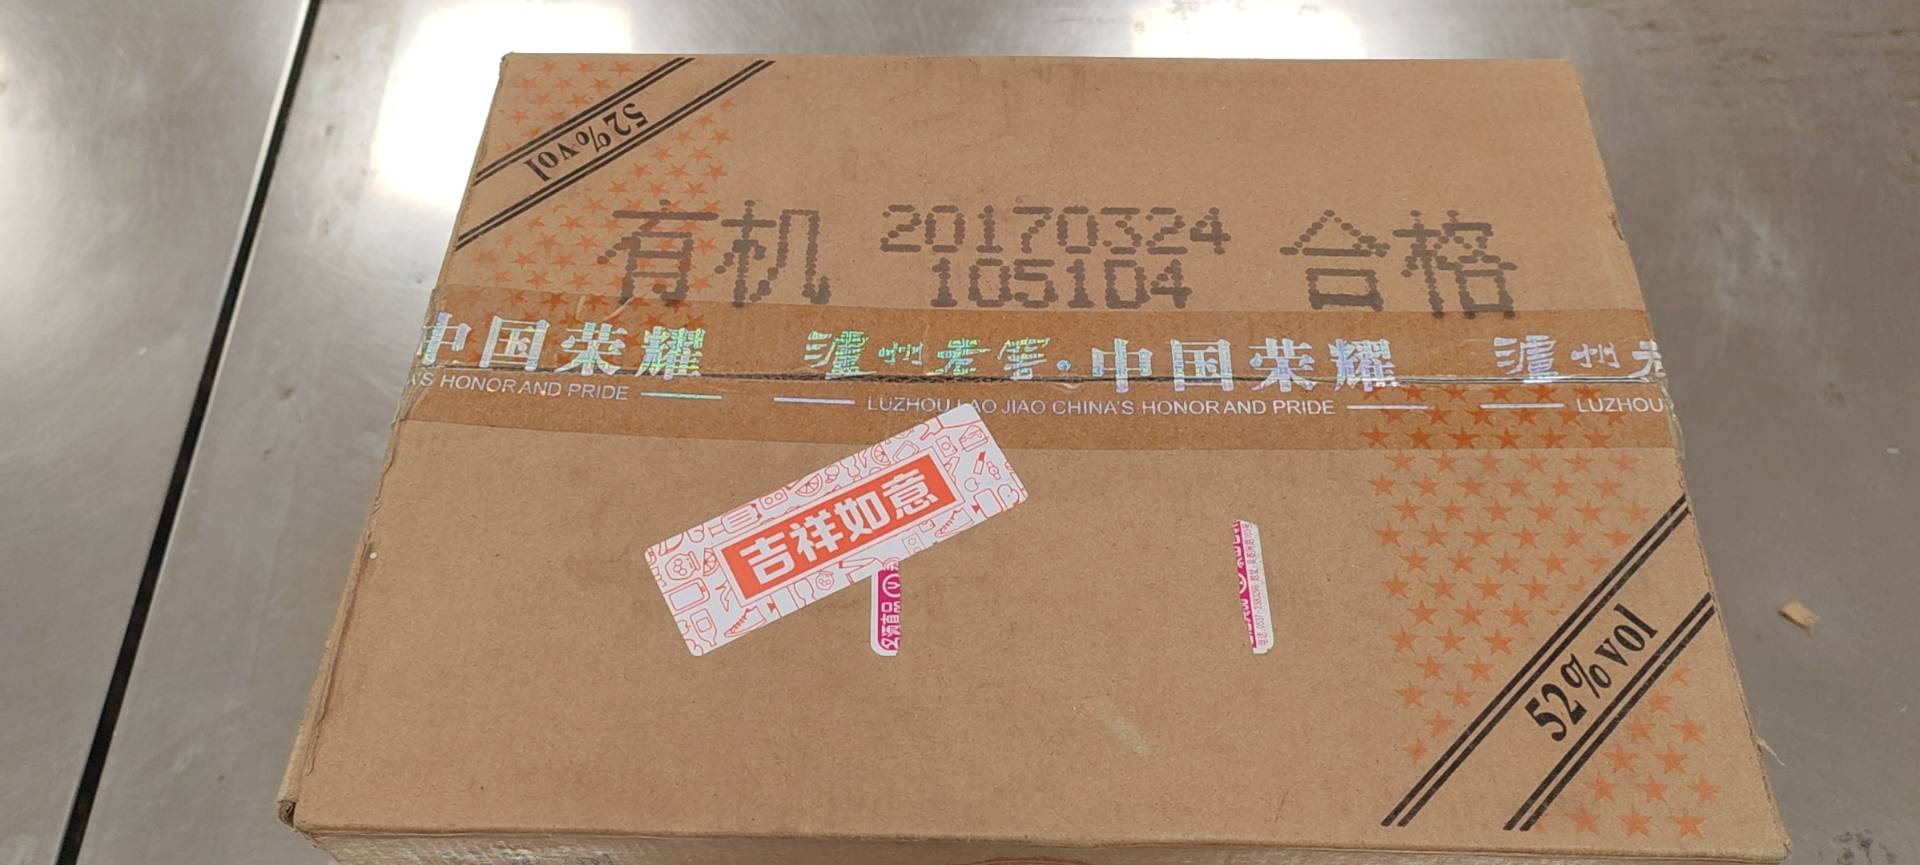 52%vol
有机 20170324 合格
105104
中国荣耀 泸州老窖·中国荣耀 泸州老
A'S HONOR AND PRIDE LUZHOU LAO JIAO CHINA'S HONOR AND PRIDE LUZHOU
吉祥如意
52%vol